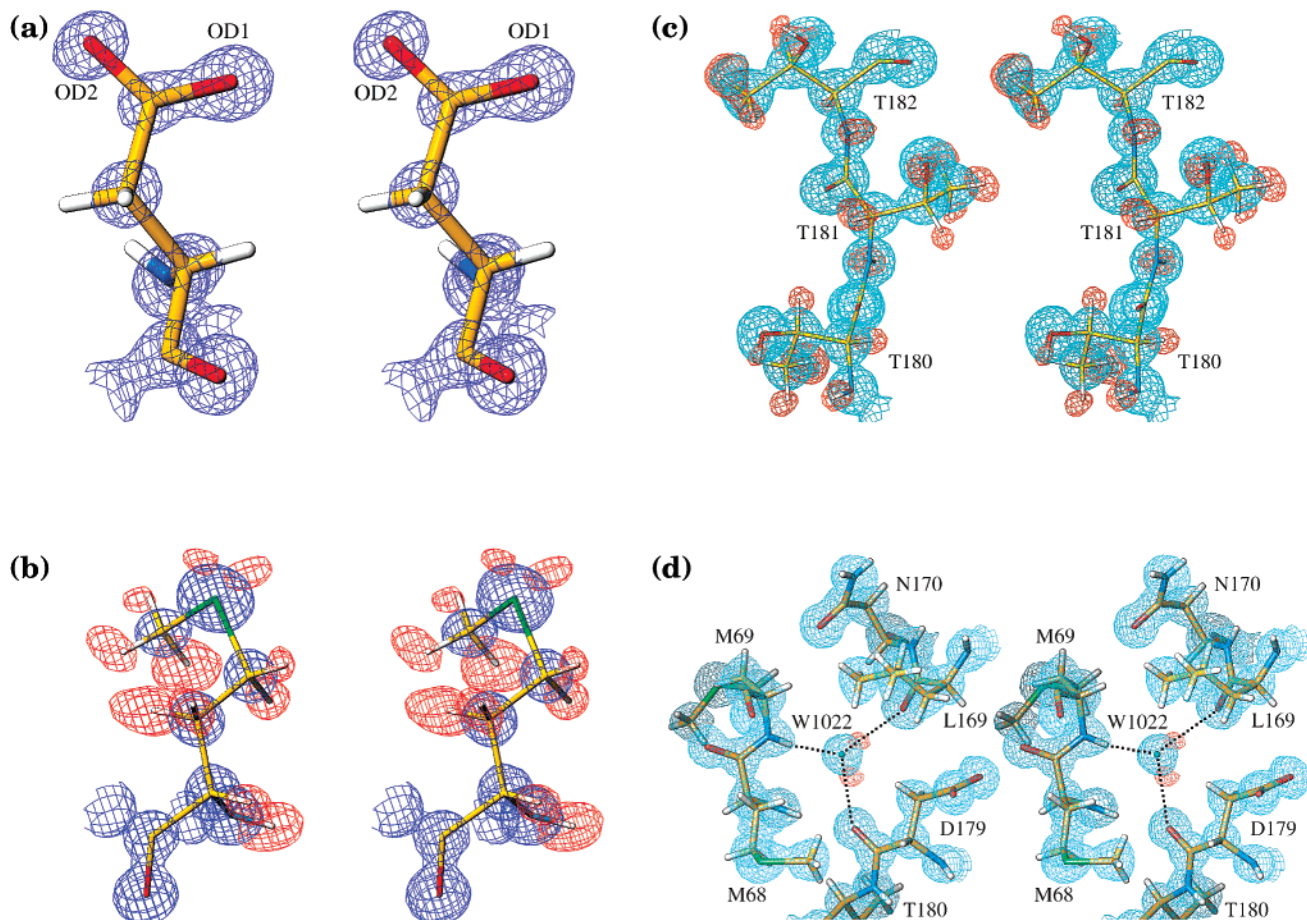 (a)
OD1
OD1
OD2
OD2
(c)
T182
T182
T181
T181
T180
T180
(b)
(d)
N170
N170
M69
M69
W1022
W1022
L169
L169
D179
D179
M68
M68
T180
T180